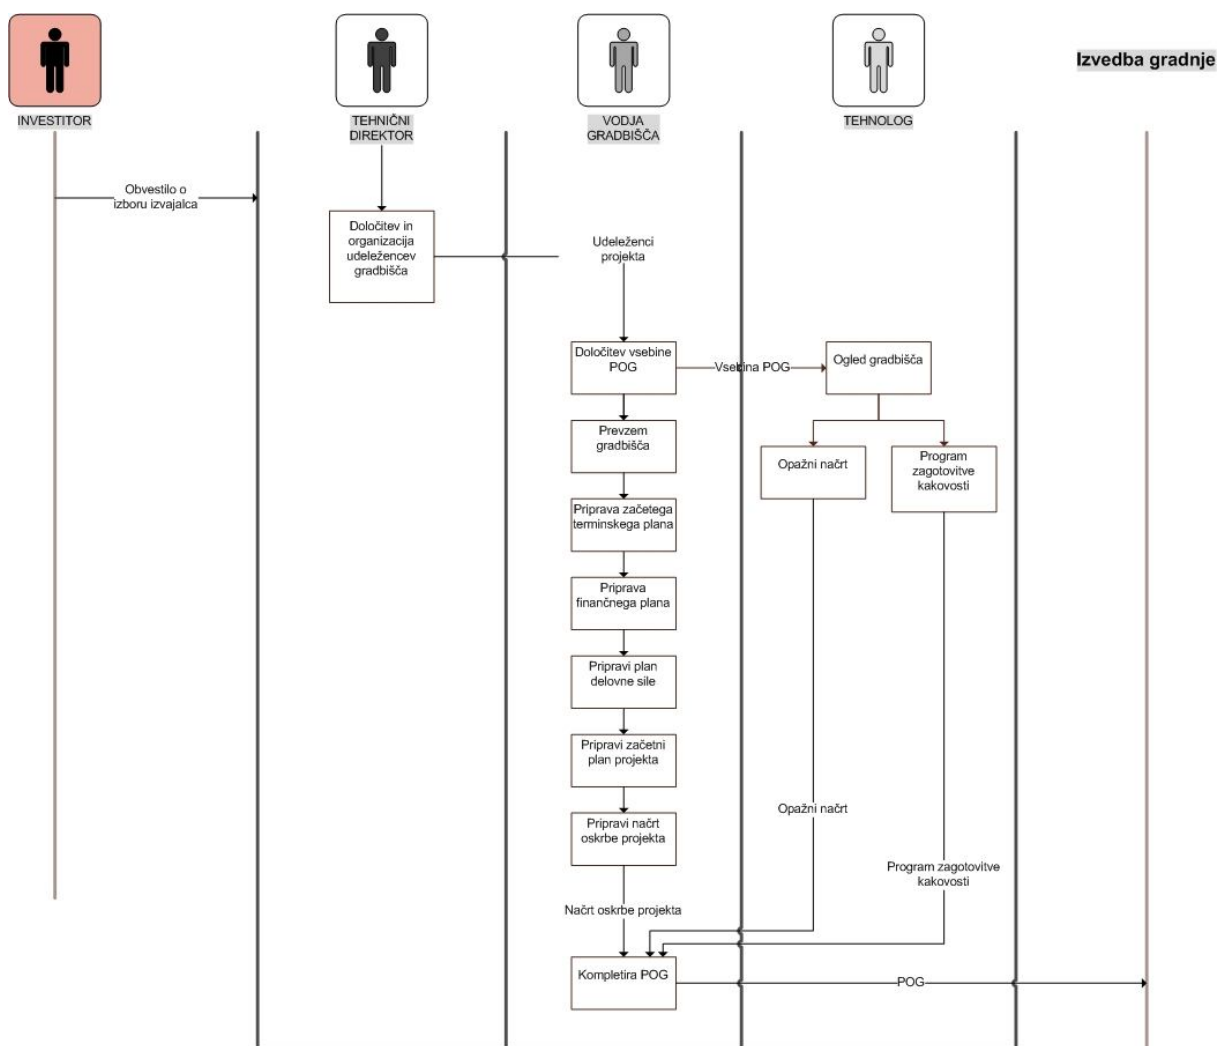 Izvedba gradnje
INVESTITOR
TEHNIČNI
DIREKTOR
VODJA
GRADBIŠČA
TEHNOLOG
Obvestilo o
izboru izvajalca
Določitev in
organizacija
udeležencev
gradbišča
Udeleženci
projekta
Določitev vsebine
POG
Vsebina POG
Ogled gradbišča
Prevzem
gradbišča
Opažni načrt
Program
zagotovitve
kakovosti
Priprava začetega
terminskega plana
Priprava
finančnega plana
Pripravi plan
delovne sile
Pripravi začetni
plan projekta
Opažni načrt
Pripravi načrt
oskrbe projekta
Program zagotovitve
kakovosti
Načrt oskrbe projekta
Kompletira POG
POG